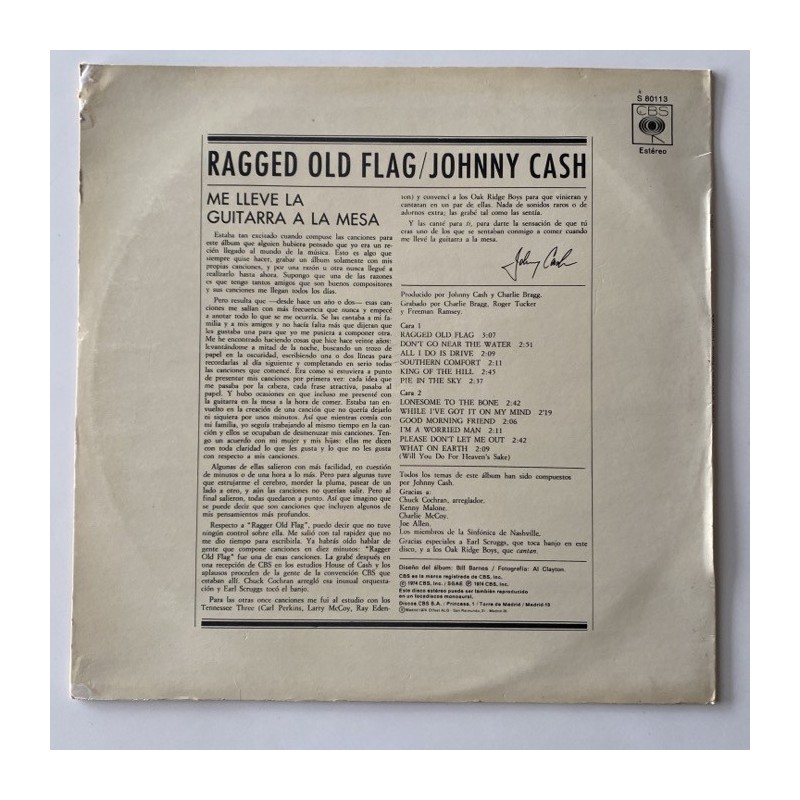 S 80113
CBS
Estéreo
RAGGED OLD FLAG/JOHNNY CASH
ME LLEVE LA
GUITARRA A LA MESA
Estaba tan excitado cuando compuse las canciones para
este álbum que alguien hubiera pensado que yo era un re-
cién llegado al mundo de la música. Esto es algo que
siempre quise hacer, grabar un álbum solamente con mis
propias canciones, y por una razón u otra nunca llegué a
realizarlo hasta ahora. Supongo que una de las razones
es que tengo tantos amigos que son buenos compositores
y sus canciones me llegan todos los días.
Pero resulta que —desde hace un año o dos— esas can-
ciones me salían con más frecuencia que nunca y empecé
a anotar todo lo que se me ocurría. Se las cantaba a mi fa-
milia y a mis amigos y no hacía falta más que dijeran que
les gustaba una para que yo me pusiera a componer otra.
Me he encontrado haciendo cosas que hice hace veinte años:
levantándome a mitad de la noche, buscando un trozo de
papel en la oscuridad, escribiendo una o dos líneas para
recordarlas al día siguiente y completando en serio todas
las canciones que comencé. Era como si estuviera a punto
de presentar mis canciones por primera vez: cada idea que
me pasaba por la cabeza, cada frase atractiva, pasaba al
papel. Y hubo ocasiones en que incluso me presenté con
la guitarra en la mesa a la hora de comer. Estaba tan en-
vuelto en la creación de una canción que no quería dejarlo
ni siquiera por unos minutos. Así que mientras comía con
mi familia, yo seguía trabajando al mismo tiempo en la can-
ción y ellos se ocupaban de desmenuzar mis canciones. Ten-
go un acuerdo con mi mujer y mis hijas: ellas me dicen
con toda claridad lo que les gusta y lo que no les gusta
con respecto a mis canciones.
Algunas de ellas salieron con más facilidad, en cuestión
de minutos o de una hora a lo más. Pero para algunas tuve
que estrujarme el cerebro, morder la pluma, pasear de un
lado a otro, y aún las canciones no querían salir. Pero al
final salieron, todas quedaron a punto. Así que imagino que
se puede decir que son canciones que incluyen algunos de
mis pensamientos más profundos.
Respecto a "Ragger Old Flag", puedo decir que no tuve
ningún control sobre ella. Me salió con tal rapidez que no
me dio tiempo para escribirla. Ya habrás oído hablar de
gente que compone canciones en diez minutos: "Ragger
Old Flag" fue una de esas canciones. La grabé después en
una recepción de CBS en los estudios House of Cash y los
aplausos proceden de la gente de la convención CBS que
estaban allí. Chuck Cochran arregló esa inusual orquesta-
ción y Earl Scruggs tocó el banjo.
Para las otras once canciones me fui al estudio con los
Tennessee Three (Carl Perkins, Larry McCoy, Ray Eden-
ton) y convencí a los Oak Ridge Boys para que vinieran y
cantaran en un par de ellas. Nada de sonidos raros o de
adornos extra; las grabé tal como las sentía.
Y las canté para ti, para darte la sensación de que tú
eras uno de los que se sentaban conmigo a comer cuando
me llevé la guitarra a la mesa.
Johny Cash
Producido por Johnny Cash y Charlie Bragg.
Grabado por Charlie Bragg, Roger Tucker
y Freeman Ramsey.
Cara 1
RAGGED OLD FLAG 3:07
DON'T GO NEAR THE WATER 2:51
ALL I DO IS DRIVE 2:09
SOUTHERN COMFORT 2:11
KING OF THE HILL 2:45
PIE IN THE SKY 2:37
Cara 2
LONESOME TO THE BONE 2:42
WHILE I'VE GOT IT ON MY MIND 2'19
GOOD MORNING FRIEND 2:06
I'M A WORRIED MAN 2:11
PLEASE DON'T LET ME OUT 2:42
WHAT ON EARTH 2:09
(Will You Do For Heaven's Sake)
Todos los temas de este álbum han sido compuestos
por Johnny Cash.
Gracias a:
Chuck Cochran, arreglador.
Kenny Malone.
Charlie McCoy.
Joe Allen.
Los miembros de la Sinfónica de Nashville.
Gracias especiales a Earl Scruggs, que toca banjo en este
disco, y a los Oak Ridge Boys, que cantan.
Diseño del álbum: Bill Barnes / Fotografía: Al Clayton.
CBS es la marca registrada de CBS, Inc.
© 1974 CBS, Inc. / SGAE ℗ 1974 CBS, Inc.
Este disco estéreo puede ser también reproducido
en un tocadiscos monoaural.
Discos CBS S.A. / Princesa, 1 / Torre de Madrid / Madrid 13